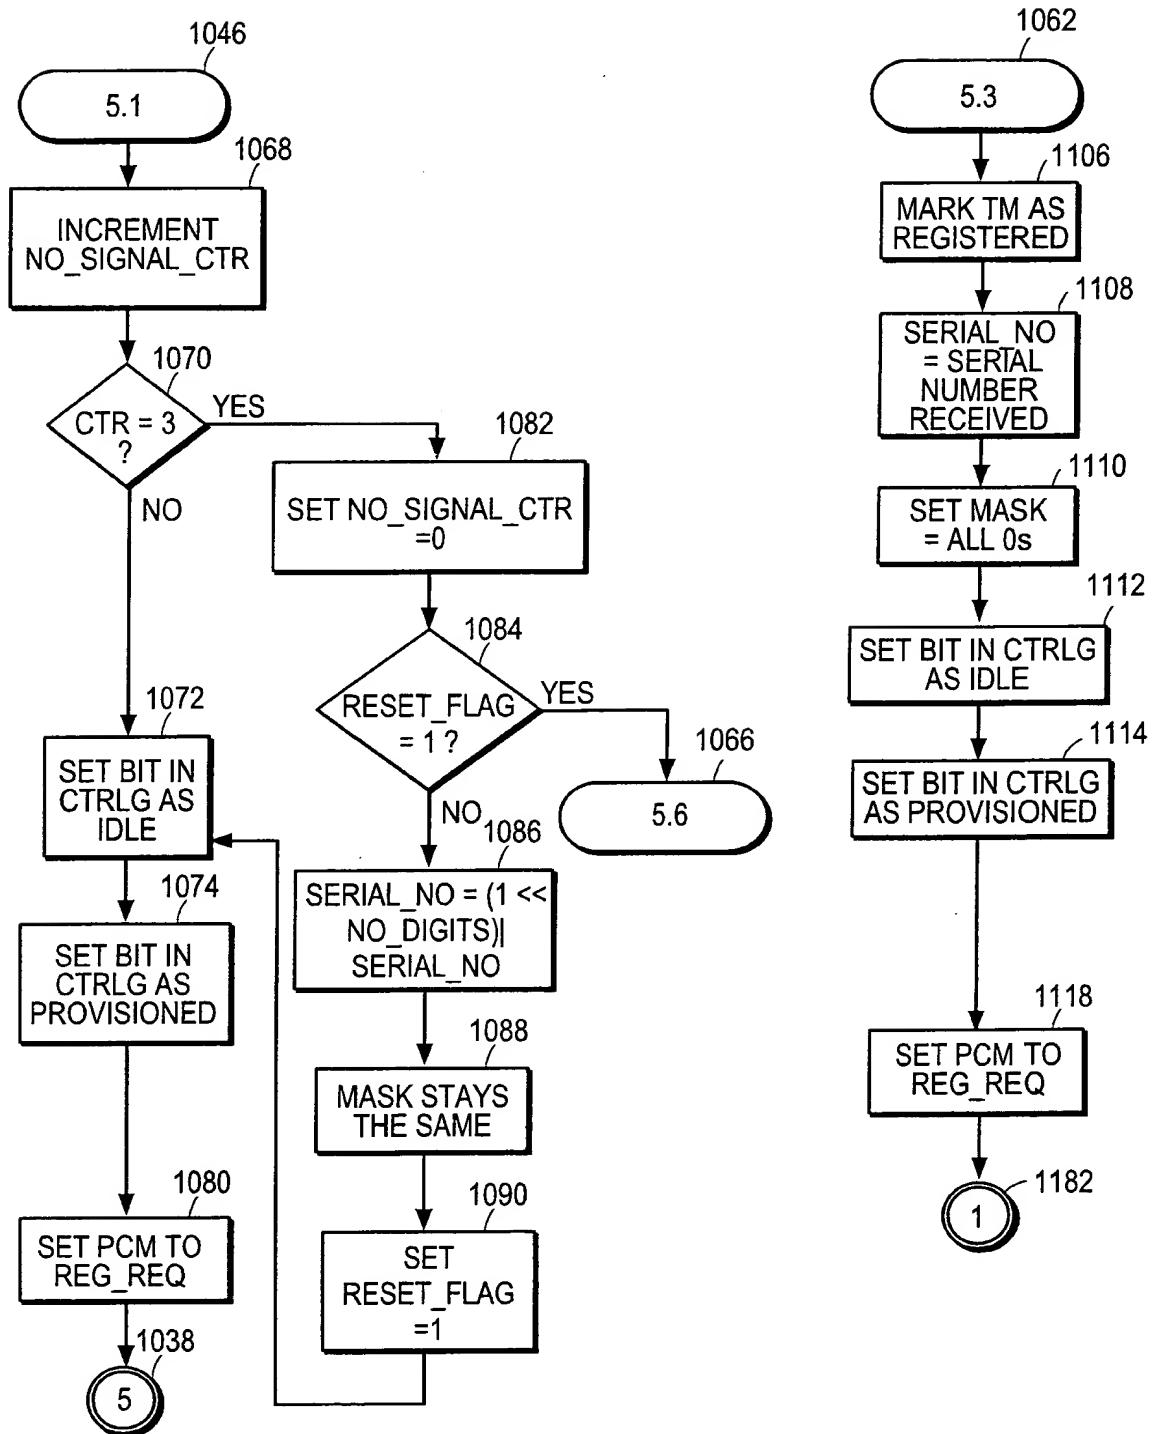 1046
5.1
1068
INCREMENT
NO_SIGNAL_CTR
1070
CTR = 3
?
YES
NO
1082
SET NO_SIGNAL_CTR
=0
1084
RESET_FLAG
= 1 ?
YES
NO
1066
5.6
1072
SET BIT IN
CTRLG AS
IDLE
1086
SERIAL_NO = (1 <<
NO_DIGITS)|
SERIAL_NO
1074
SET BIT IN
CTRLG AS
PROVISIONED
1088
MASK STAYS
THE SAME
1090
SET
RESET_FLAG
=1
1080
SET PCM TO
REG_REQ
1038
5
1062
5.3
1106
MARK TM AS
REGISTERED
1108
SERIAL_NO
= SERTAL
NUMBER
RECEIVED
1110
SET MASK
= ALL 0s
1112
SET BIT IN CTRLG
AS IDLE
1114
SET BIT IN CTRLG
AS PROVISIONED
1118
SET PCM TO
REG_REQ
1182
1